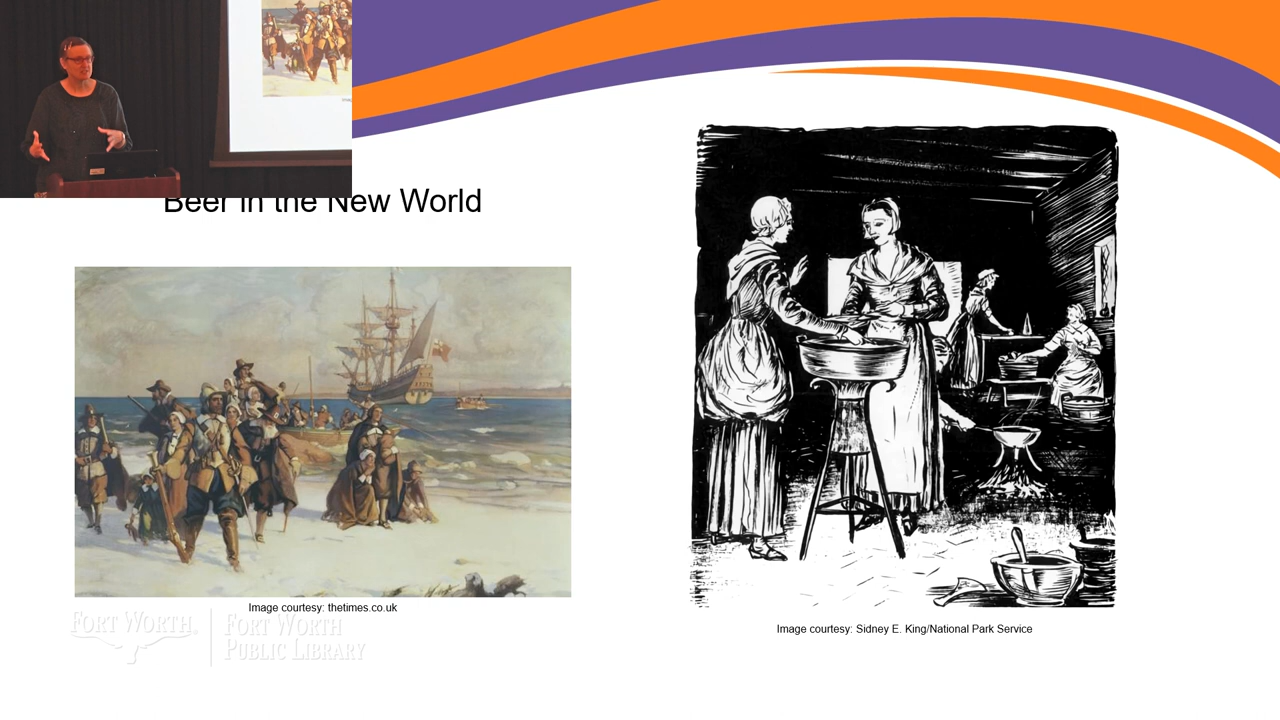 Beer in the New World
Image courtesy: thetimes.co.uk
FORT WORTH®
FORT WORTH
PUBLIC LIBRARY
Image courtesy: Sidney E. King/National Park Service